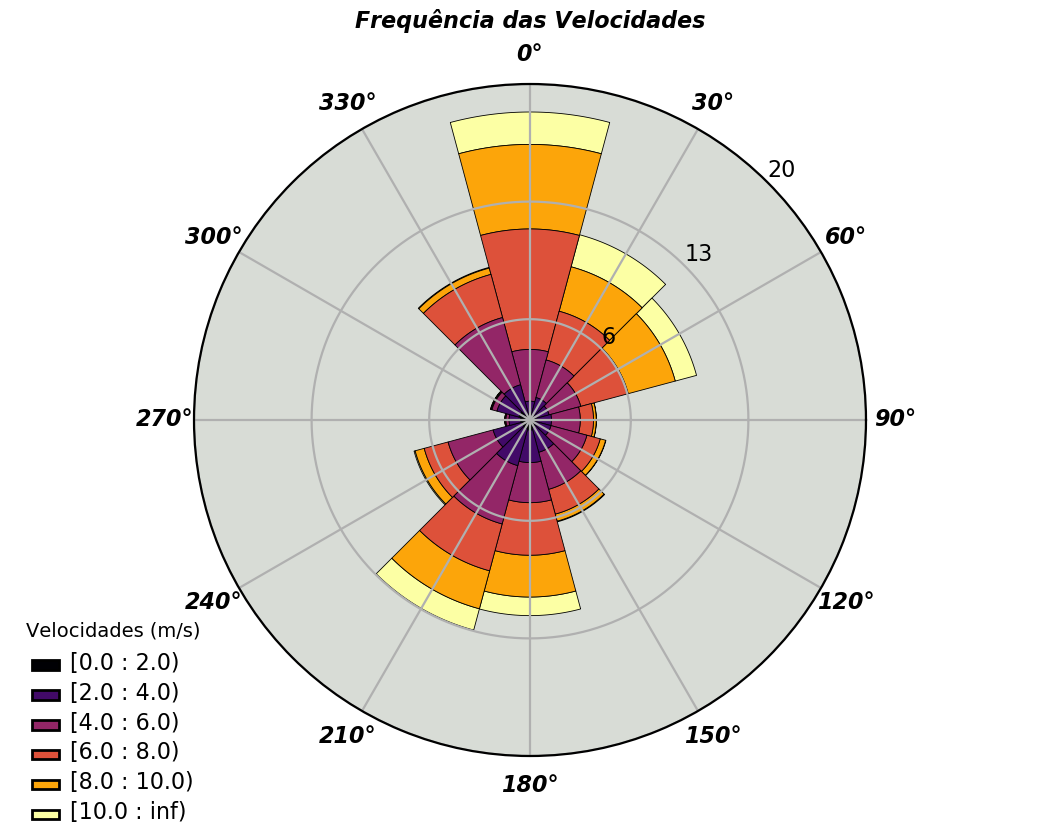 Frequência das Velocidades
0°
330°
30°
20
300°
60°
13
6
270°
90°
240°
120°
210°
150°
180°
Velocidades (m/s)
[0.0 : 2.0)
[2.0 : 4.0)
[4.0 : 6.0)
[6.0 : 8.0)
[8.0 : 10.0)
[10.0 : inf)